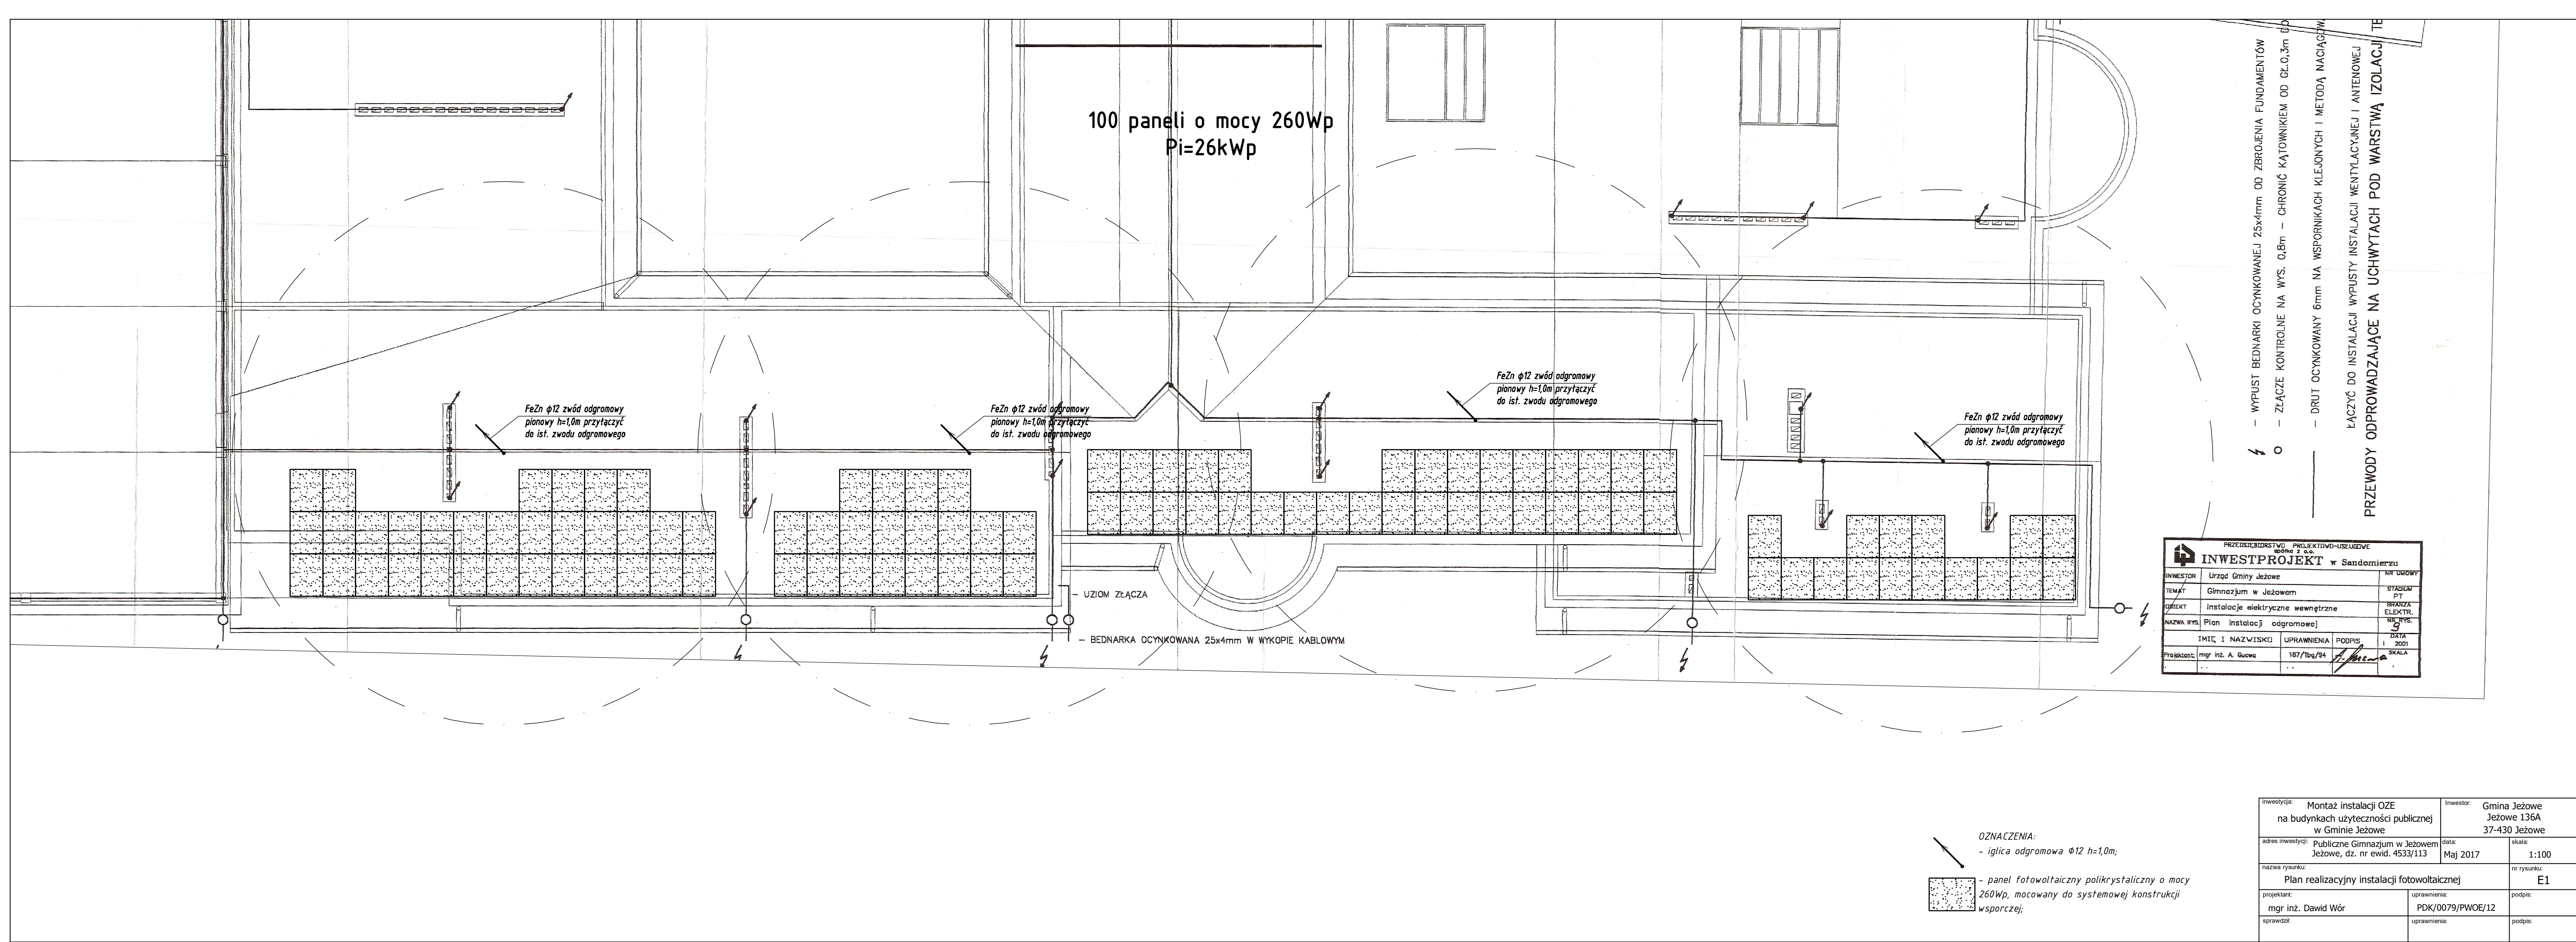 100 paneli o mocy 260Wp
Pi=26kWp
FeZn ϕ12 zwód odgromowy
pionowy h=1,0m przyłączyć
do ist. zwodu odgromowego
FeZn ϕ12 zwód odgromowy
pionowy h=1,0m przyłączyć
do ist. zwodu odgromowego
FeZn ϕ12 zwód odgromowy
pionowy h=1,0m przyłączyć
do ist. zwodu odgromowego
FeZn ϕ12 zwód odgromowy
pionowy h=1,0m przyłączyć
do ist. zwodu odgromowego
- UZIOM ZŁĄCZA
- BEDNARKA OCYNKOWANA 25x4mm W WYKOPIE KABLOWYM
- WYPUST BEDNARKI OCYNKOWANEJ 25x4mm OD ZBROJENIA FUNDAMENTÓW
- ZŁĄCZE KONTROLNE NA WYS. 0,8m - CHRONIĆ KĄTOWNIKIEM OD GŁ.0,3m
- DRUT OCYNKOWANY 6mm NA WSPORNIKACH KLEJONYCH I METODĄ
ŁĄCZYĆ DO INSTALACJI WYPUSTY INSTALACJI WENTYLACYJNEJ I ANTENOWEJ
PRZEWODY ODPROWADZAJĄCE NA UCHWYTACH POD WARSTWĄ IZOLACJI
PRZEDSIĘBIORSTWO PROJEKTOWO-USŁUGOWE
spółka z o.o.
INWESTPROJEKT w Sandomierzu
INWESTOR Urząd Gminy Jeżowe NR UMOWY
TEMAT Gimnazjum w Jeżowem STADIUM PT
OBIEKT instalacje elektryczne wewnętrzne BRANŻA ELEKTR.
NAZWA RYS. Plan instalacji odgromowej NR RYS. 9
IMIĘ I NAZWISKO UPRAWNIENIA PODPIS DATA I 2001
Projektant: mgr inż. A. Gucwa 187/Tbg/94 SKALA
OZNACZENIA:
- iglica odgromowa Φ12 h=1,0m;
- panel fotowoltaiczny polikrystaliczny o mocy
260Wp, mocowany do systemowej konstrukcji
wsporczej;
inwestycja: Montaż instalacji OZE
na budynkach użyteczności publicznej
w Gminie Jeżowe
Inwestor: Gmina Jeżowe
Jeżowe 136A
37-430 Jeżowe
adres inwestycji: Publiczne Gimnazjum w Jeżowem
Jeżowe, dz. nr ewid. 4533/113
data: Maj 2017
skala: 1:100
nazwa rysunku:
Plan realizacyjny instalacji fotowoltaicznej
nr rysunku: E1
projektant: mgr inż. Dawid Wór
uprawnienia: PDK/0079/PWOE/12
podpis:
sprawdził: uprawnienia: podpis: